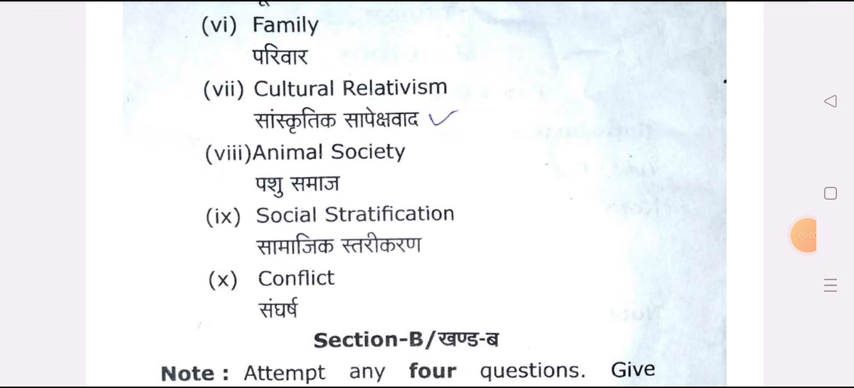 (vi) Family
परिवार
(vii) Cultural Relativism
सांस्कृतिक सापेक्षवाद
(viii)Animal Society
पशु समाज
(ix) Social Stratification
सामाजिक स्तरीकरण
(x) Conflict
संघर्ष
Section-B/खण्ड-ब
Note : Attempt any four questions. Give